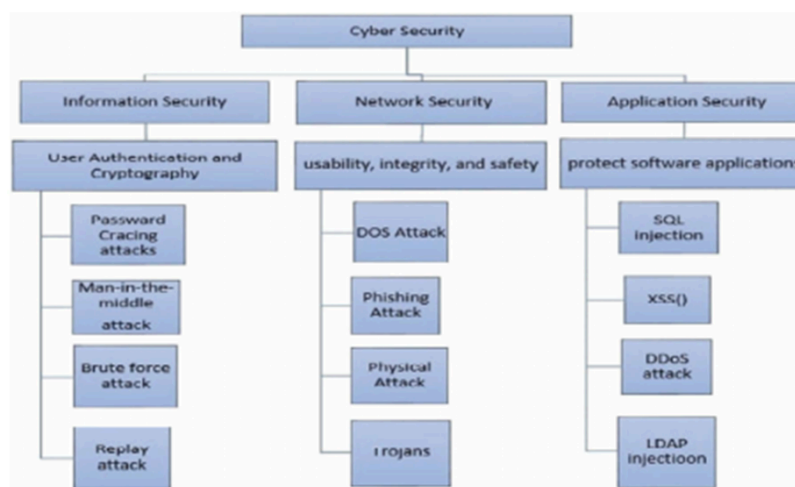 Cyber Security
Information Security
Network Security
Application Security
User Authentication and
Cryptography
usability, integrity, and safety
protect software applications
Passward
Cracing
attacks
Man-in-the-
middle
attack
Brute force
attack
Replay
attack
DOS Attack
Phishing
Attack
Physical
Attack
Trojans
SQL
injection
XSS()
DDoS
attack
LDAP
injectioon